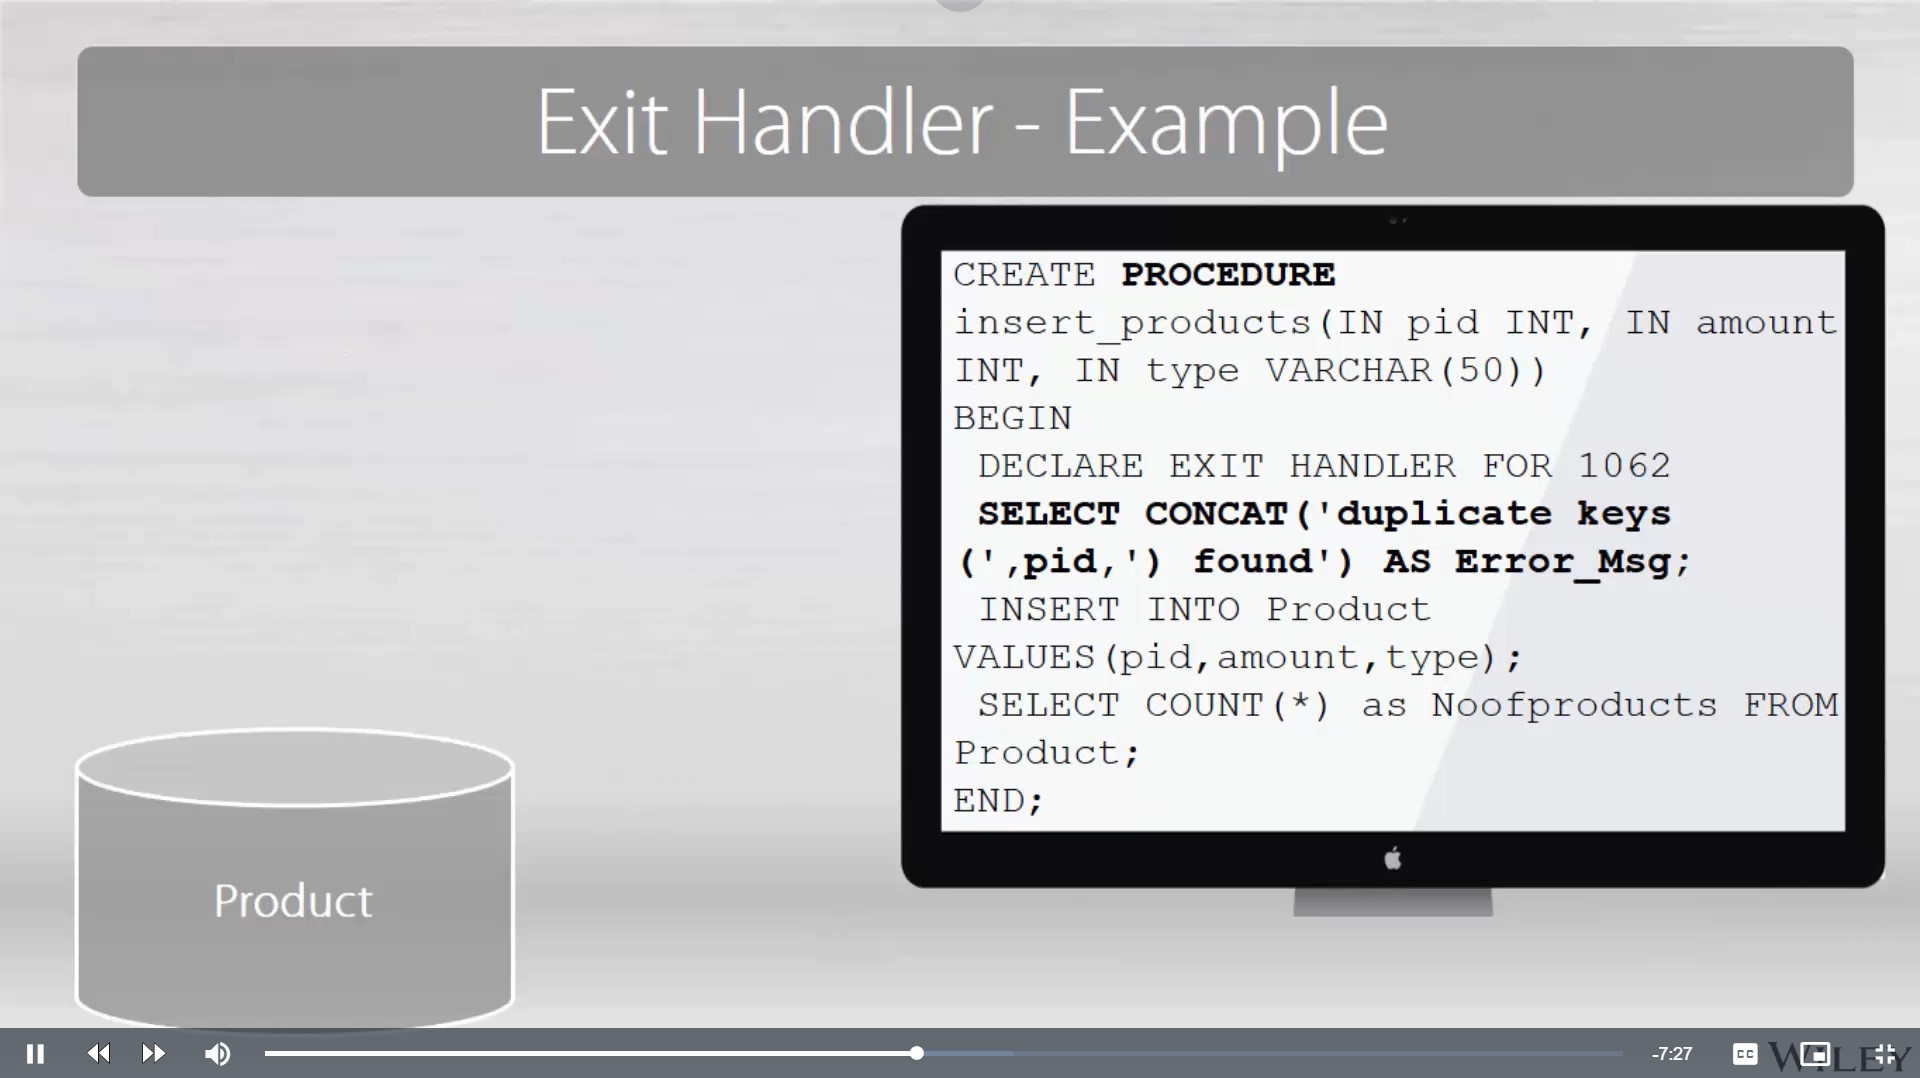 Exit Handler - Example
CREATE PROCEDURE
insert_products(IN pid INT, IN amount
INT, IN type VARCHAR(50))
BEGIN
DECLARE EXIT HANDLER FOR 1062
SELECT CONCAT('duplicate keys
(',pid,') found') AS Error_Msg;
INSERT INTO Product
VALUES(pid,amount,type);
SELECT COUNT(*) as Noofproducts FROM
Product;
END;
Product
-7:27
CC
WILEY